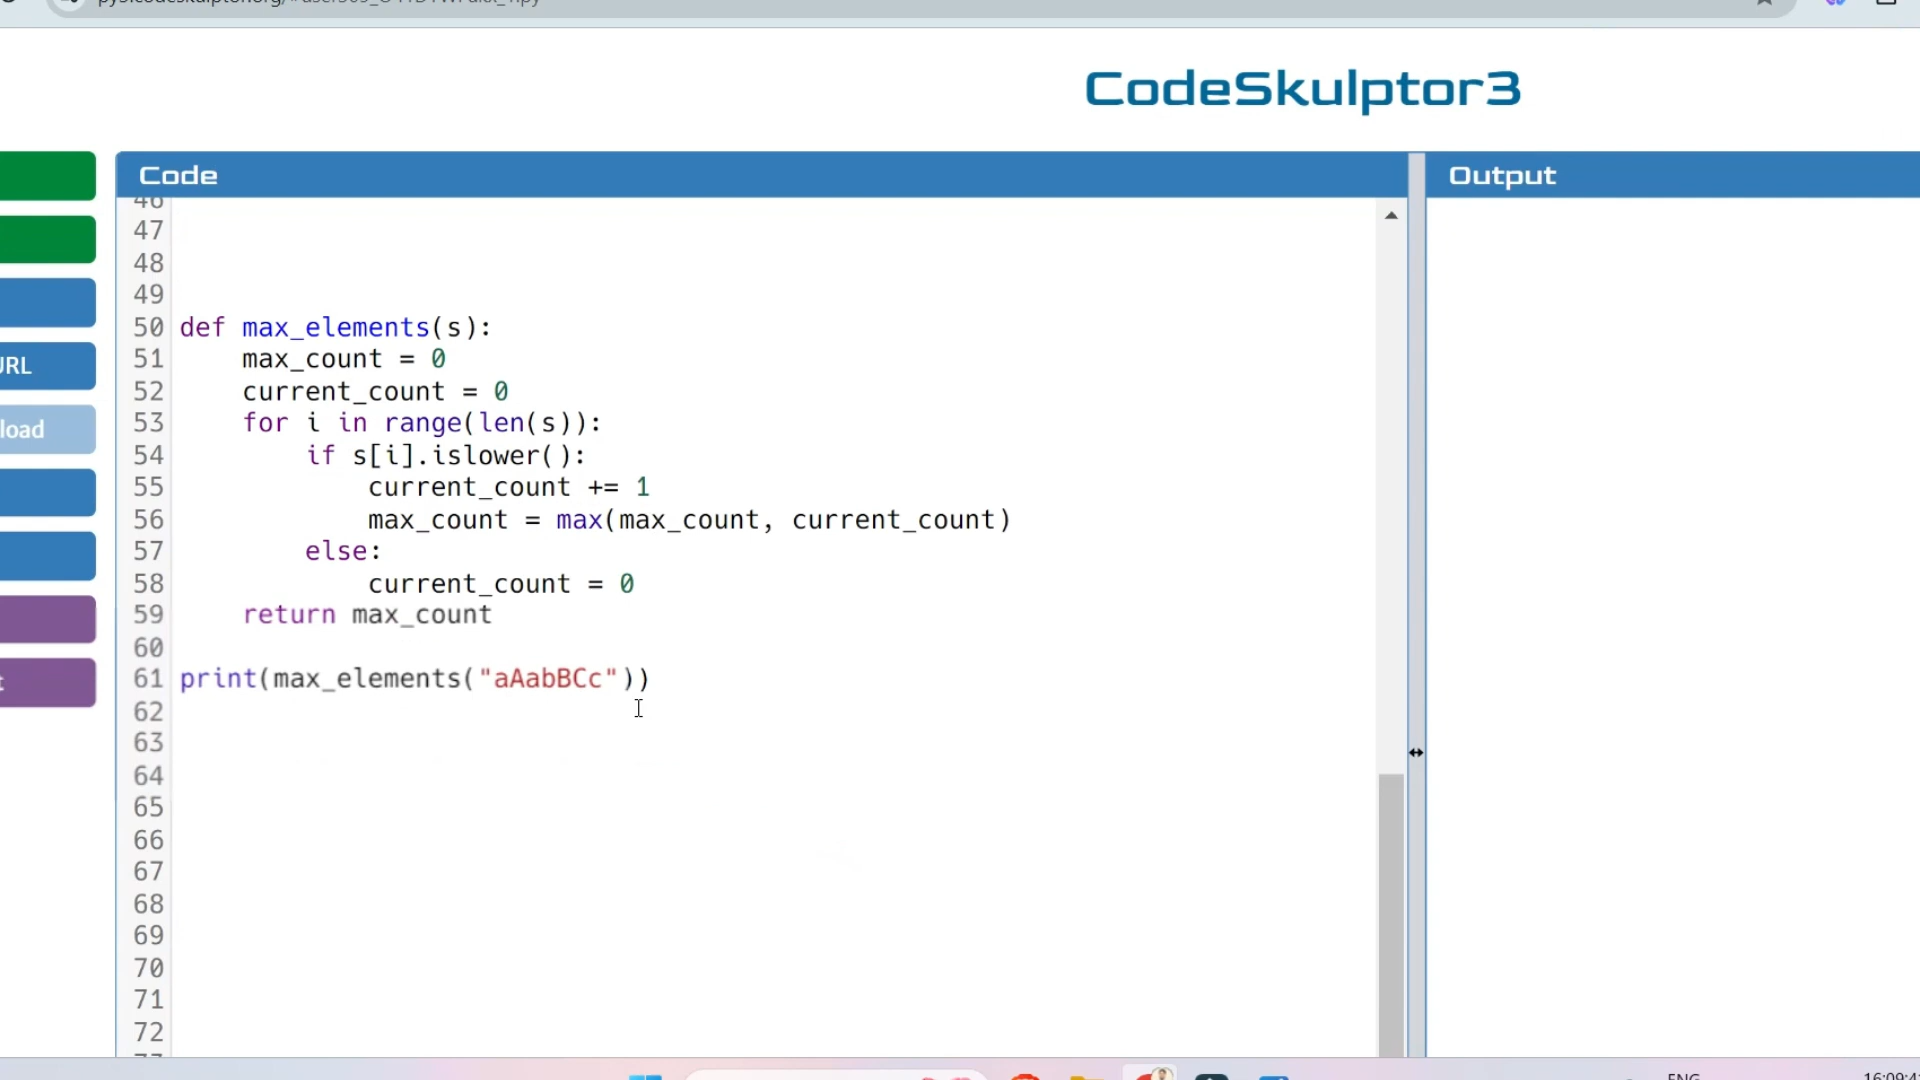 CodeSkulptor3
Code
Output
URL
load
t
46
47
48
49
50 def max_elements(s):
51     max_count = 0
52     current_count = 0
53     for i in range(len(s)):
54         if s[i].islower():
55             current_count += 1
56             max_count = max(max_count, current_count)
57         else:
58             current_count = 0
59     return max_count
60
61 print(max_elements("aAabBCc"))
62
63
64
65
66
67
68
69
70
71
72
ENG